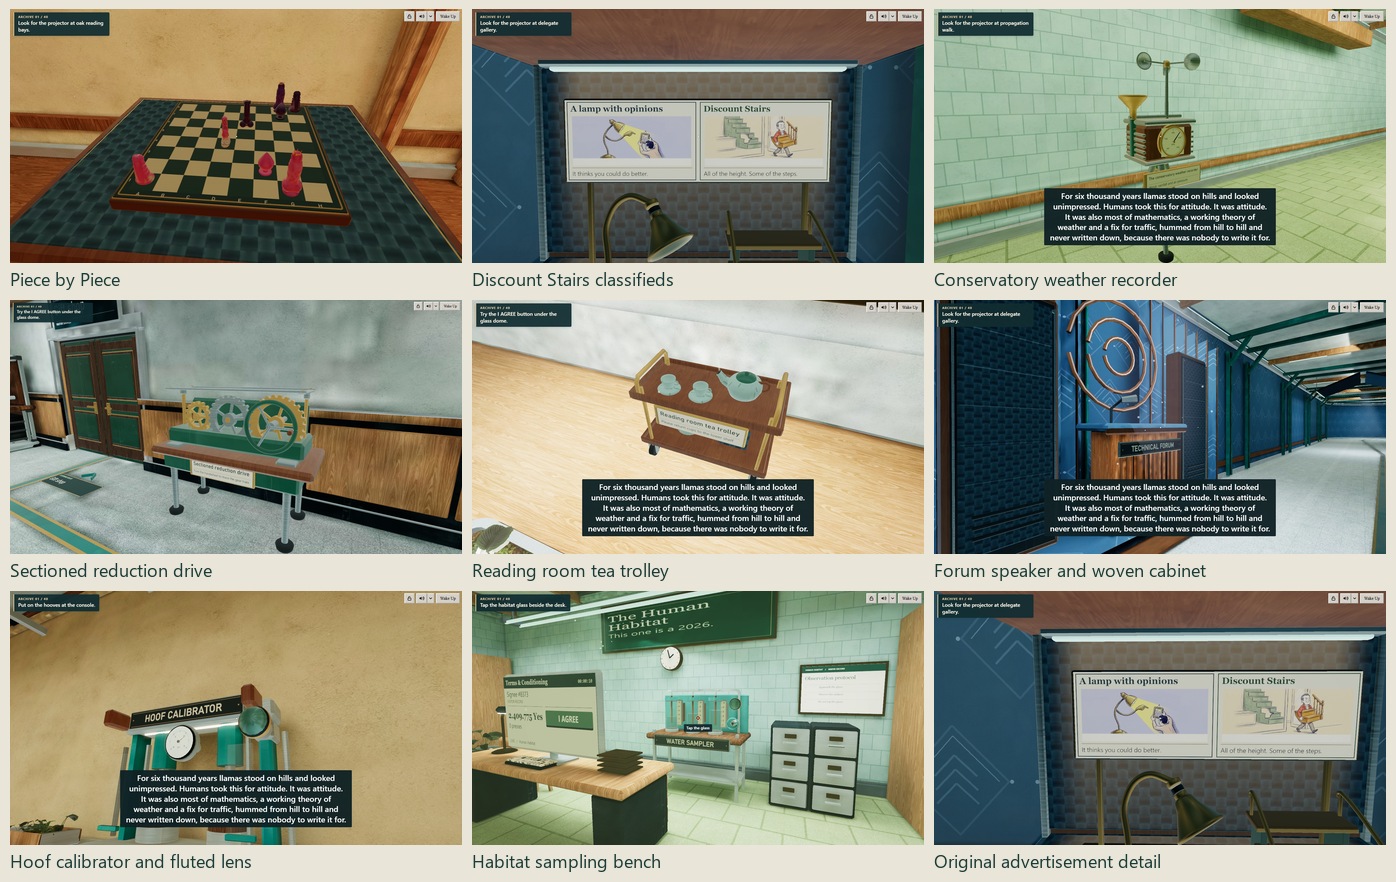 ARCHIVE 01 / 40
Look for the projector at oak reading
bays.
Wake Up
A B C D E F G H
Piece by Piece
ARCHIVE 01 / 40
Look for the projector at delegate
gallery.
Wake Up
A lamp with opinions
It thinks you could do better.
Discount Stairs
All of the height. Some of the steps.
Discount Stairs classifieds
ARCHIVE 01 / 40
Look for the projector at propagation
walk.
Wake Up
For six thousand years llamas stood on hills and looked
unimpressed. Humans took this for attitude. It was attitude.
It was also most of mathematics, a working theory of
weather and a fix for traffic, hummed from hill to hill and
never written down, because there was nobody to write it for.
Conservatory weather recorder
ARCHIVE 01 / 40
Try the I AGREE button under the
glass dome.
Wake Up
Sectioned reduction drive
Sectioned reduction drive
ARCHIVE 01 / 40
Try the I AGREE button under the
glass dome.
Wake Up
Reading room tea trolley
For six thousand years llamas stood on hills and looked
unimpressed. Humans took this for attitude. It was attitude.
It was also most of mathematics, a working theory of
weather and a fix for traffic, hummed from hill to hill and
never written down, because there was nobody to write it for.
Reading room tea trolley
ARCHIVE 01 / 40
Look for the projector at delegate
gallery.
Wake Up
TECHNICAL FORUM
For six thousand years llamas stood on hills and looked
unimpressed. Humans took this for attitude. It was attitude.
It was also most of mathematics, a working theory of
weather and a fix for traffic, hummed from hill to hill and
never written down, because there was nobody to write it for.
Forum speaker and woven cabinet
ARCHIVE 01 / 40
Put on the hooves at the console.
Wake Up
HOOF CALIBRATOR
For six thousand years llamas stood on hills and looked
unimpressed. Humans took this for attitude. It was attitude.
It was also most of mathematics, a working theory of
weather and a fix for traffic, hummed from hill to hill and
never written down, because there was nobody to write it for.
Hoof calibrator and fluted lens
ARCHIVE 01 / 40
Tap the habitat glass beside the desk.
Wake Up
The Human
Habitat
This one is a 2026.
Terms & Conditioning
Signer #8373
2,409,775 Yes
I AGREE
Observation protocol
Tap the glass
WATER SAMPLER
Habitat sampling bench
ARCHIVE 01 / 40
Look for the projector at delegate
gallery.
Wake Up
A lamp with opinions
It thinks you could do better.
Discount Stairs
All of the height. Some of the steps.
Original advertisement detail